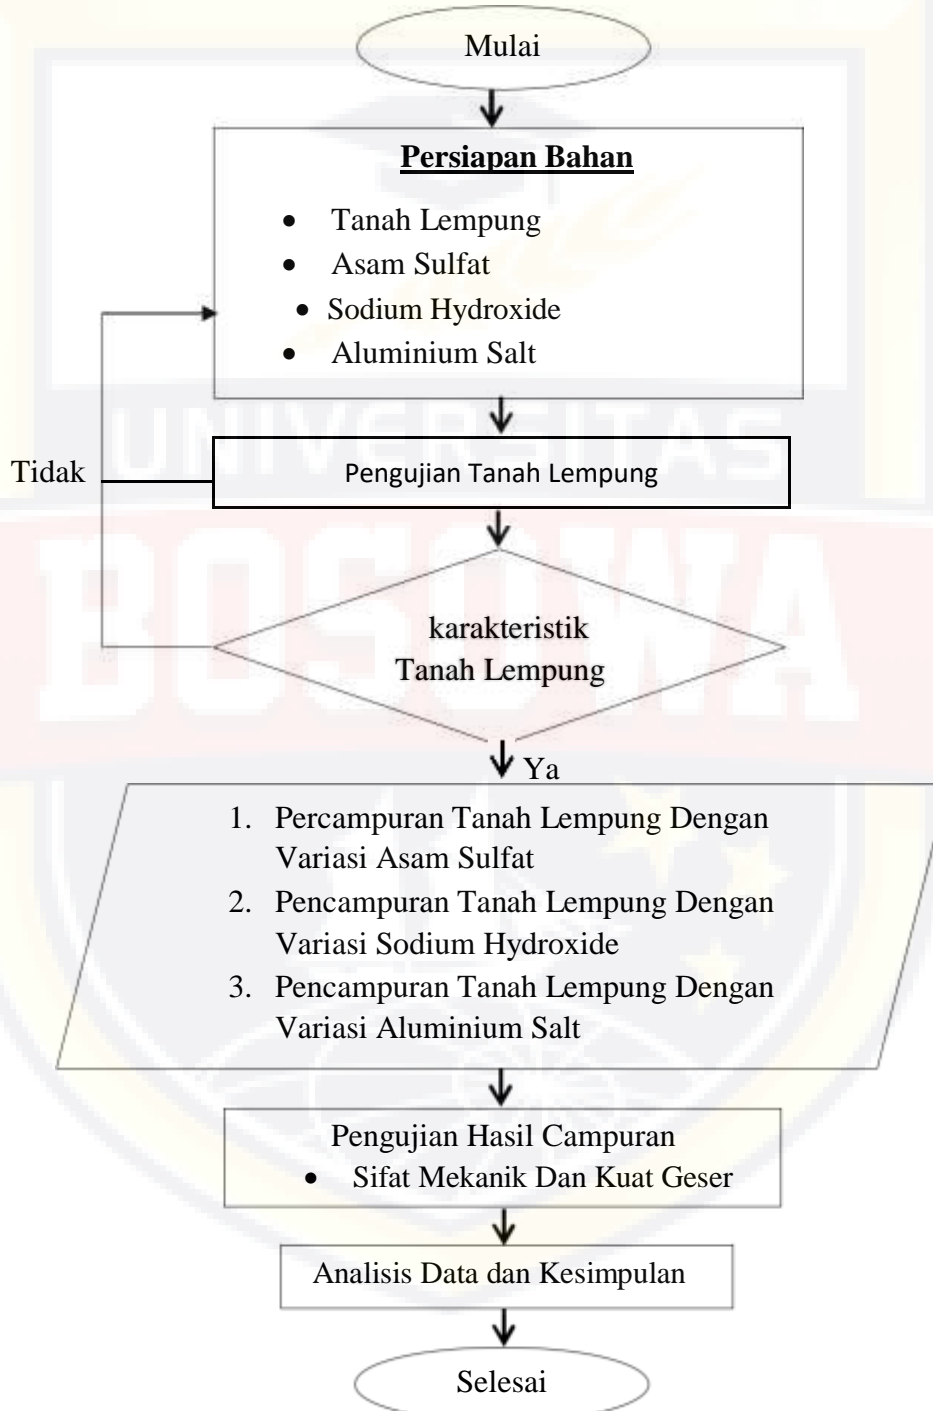 Mulai
Persiapan Bahan
• Tanah Lempung
• Asam Sulfat
• Sodium Hydroxide
• Aluminium Salt
UNIVERSITAS
Tidak
Pengujian Tanah Lempung
BOSOWA
karakteristik
Tanah Lempung
Ya
1. Percampuran Tanah Lempung Dengan
Variasi Asam Sulfat
2. Pencampuran Tanah Lempung Dengan
Variasi Sodium Hydroxide
3. Pencampuran Tanah Lempung Dengan
Variasi Aluminium Salt
Pengujian Hasil Campuran
• Sifat Mekanik Dan Kuat Geser
Analisis Data dan Kesimpulan
Selesai